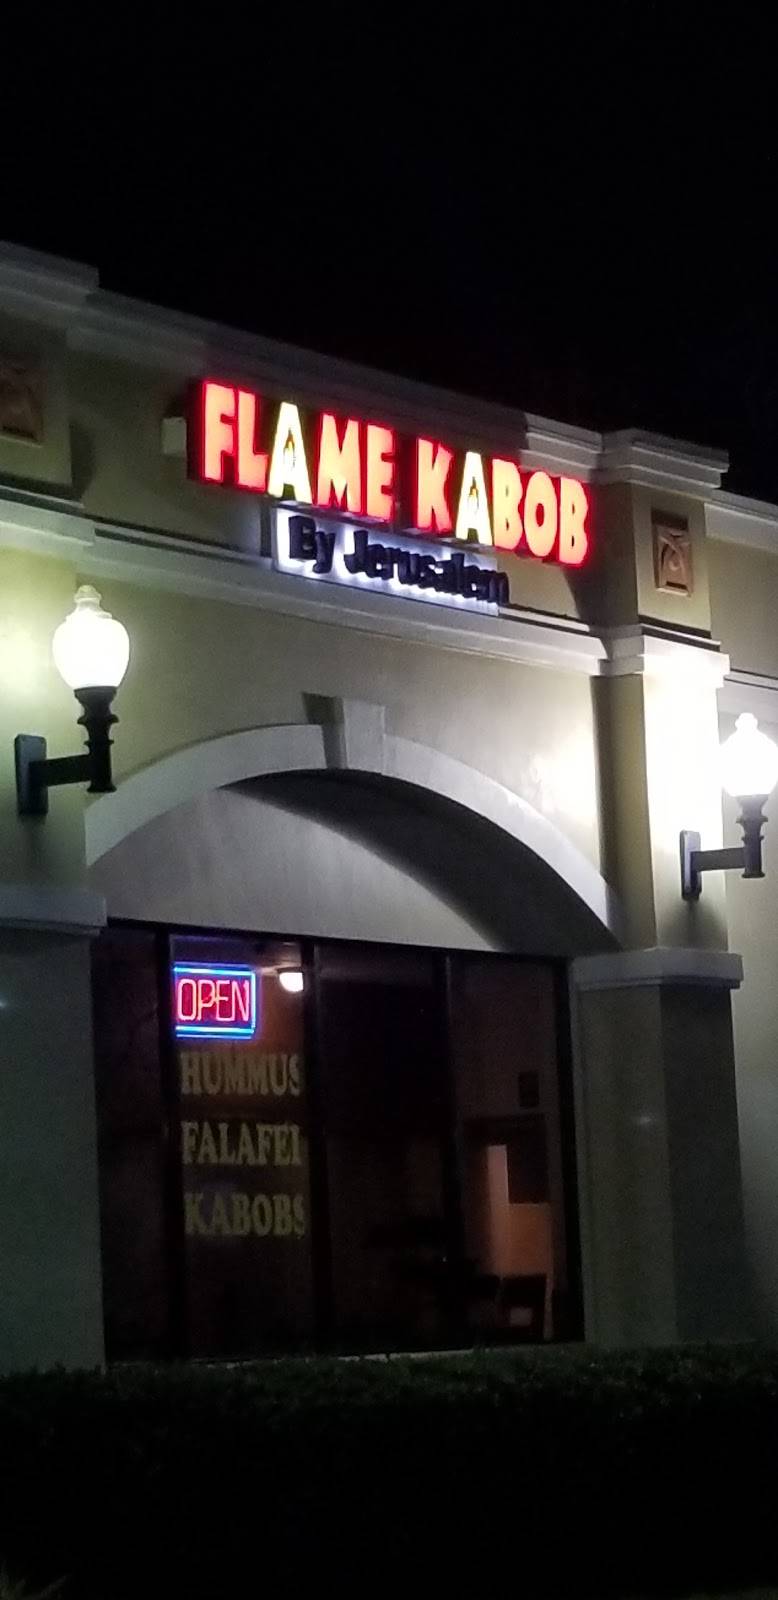 FLAME KABOB
By Jerusalem
OPEN
HUMMUS
FALAFEL
KABOBS